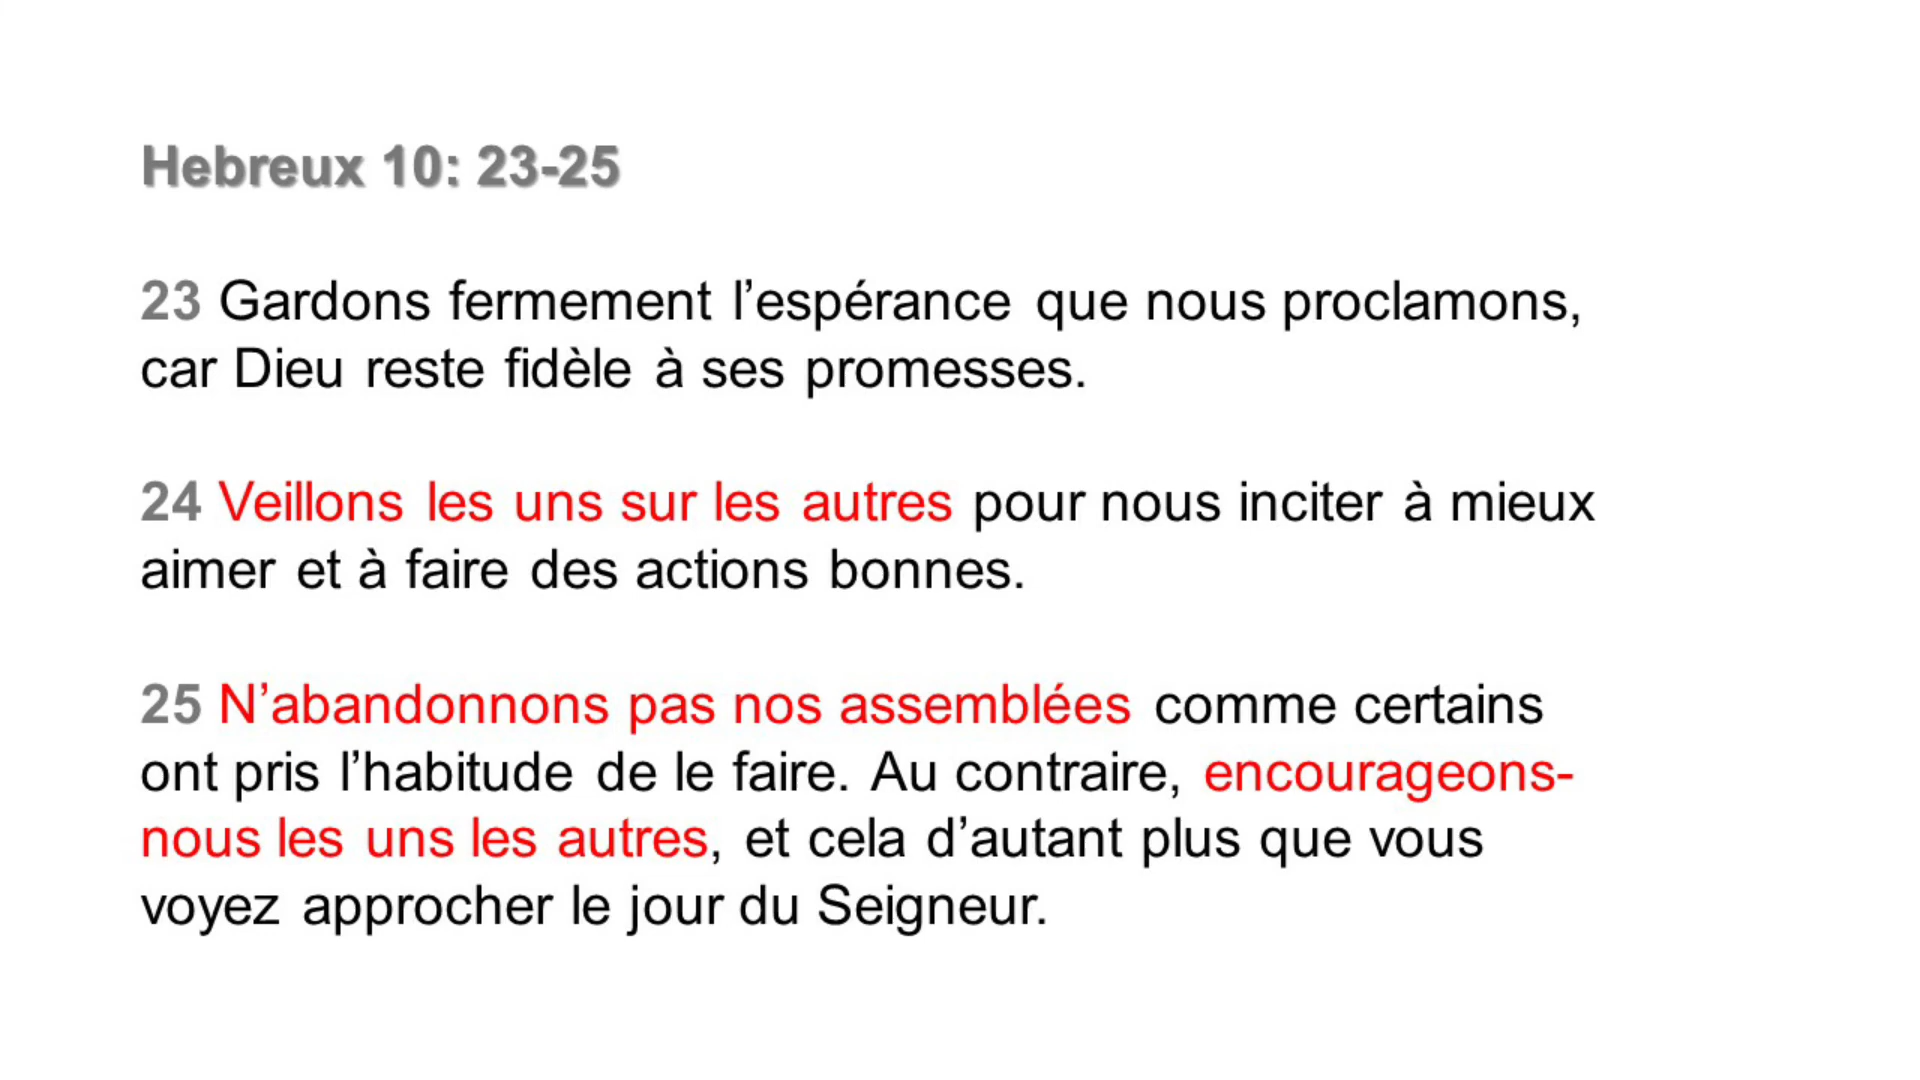 Hebreux 10: 23-25
23 Gardons fermement l’espérance que nous proclamons,
car Dieu reste fidèle à ses promesses.
24 Veillons les uns sur les autres pour nous inciter à mieux
aimer et à faire des actions bonnes.
25 N’abandonnons pas nos assemblées comme certains
ont pris l’habitude de le faire. Au contraire, encourageons-
nous les uns les autres, et cela d’autant plus que vous
voyez approcher le jour du Seigneur.